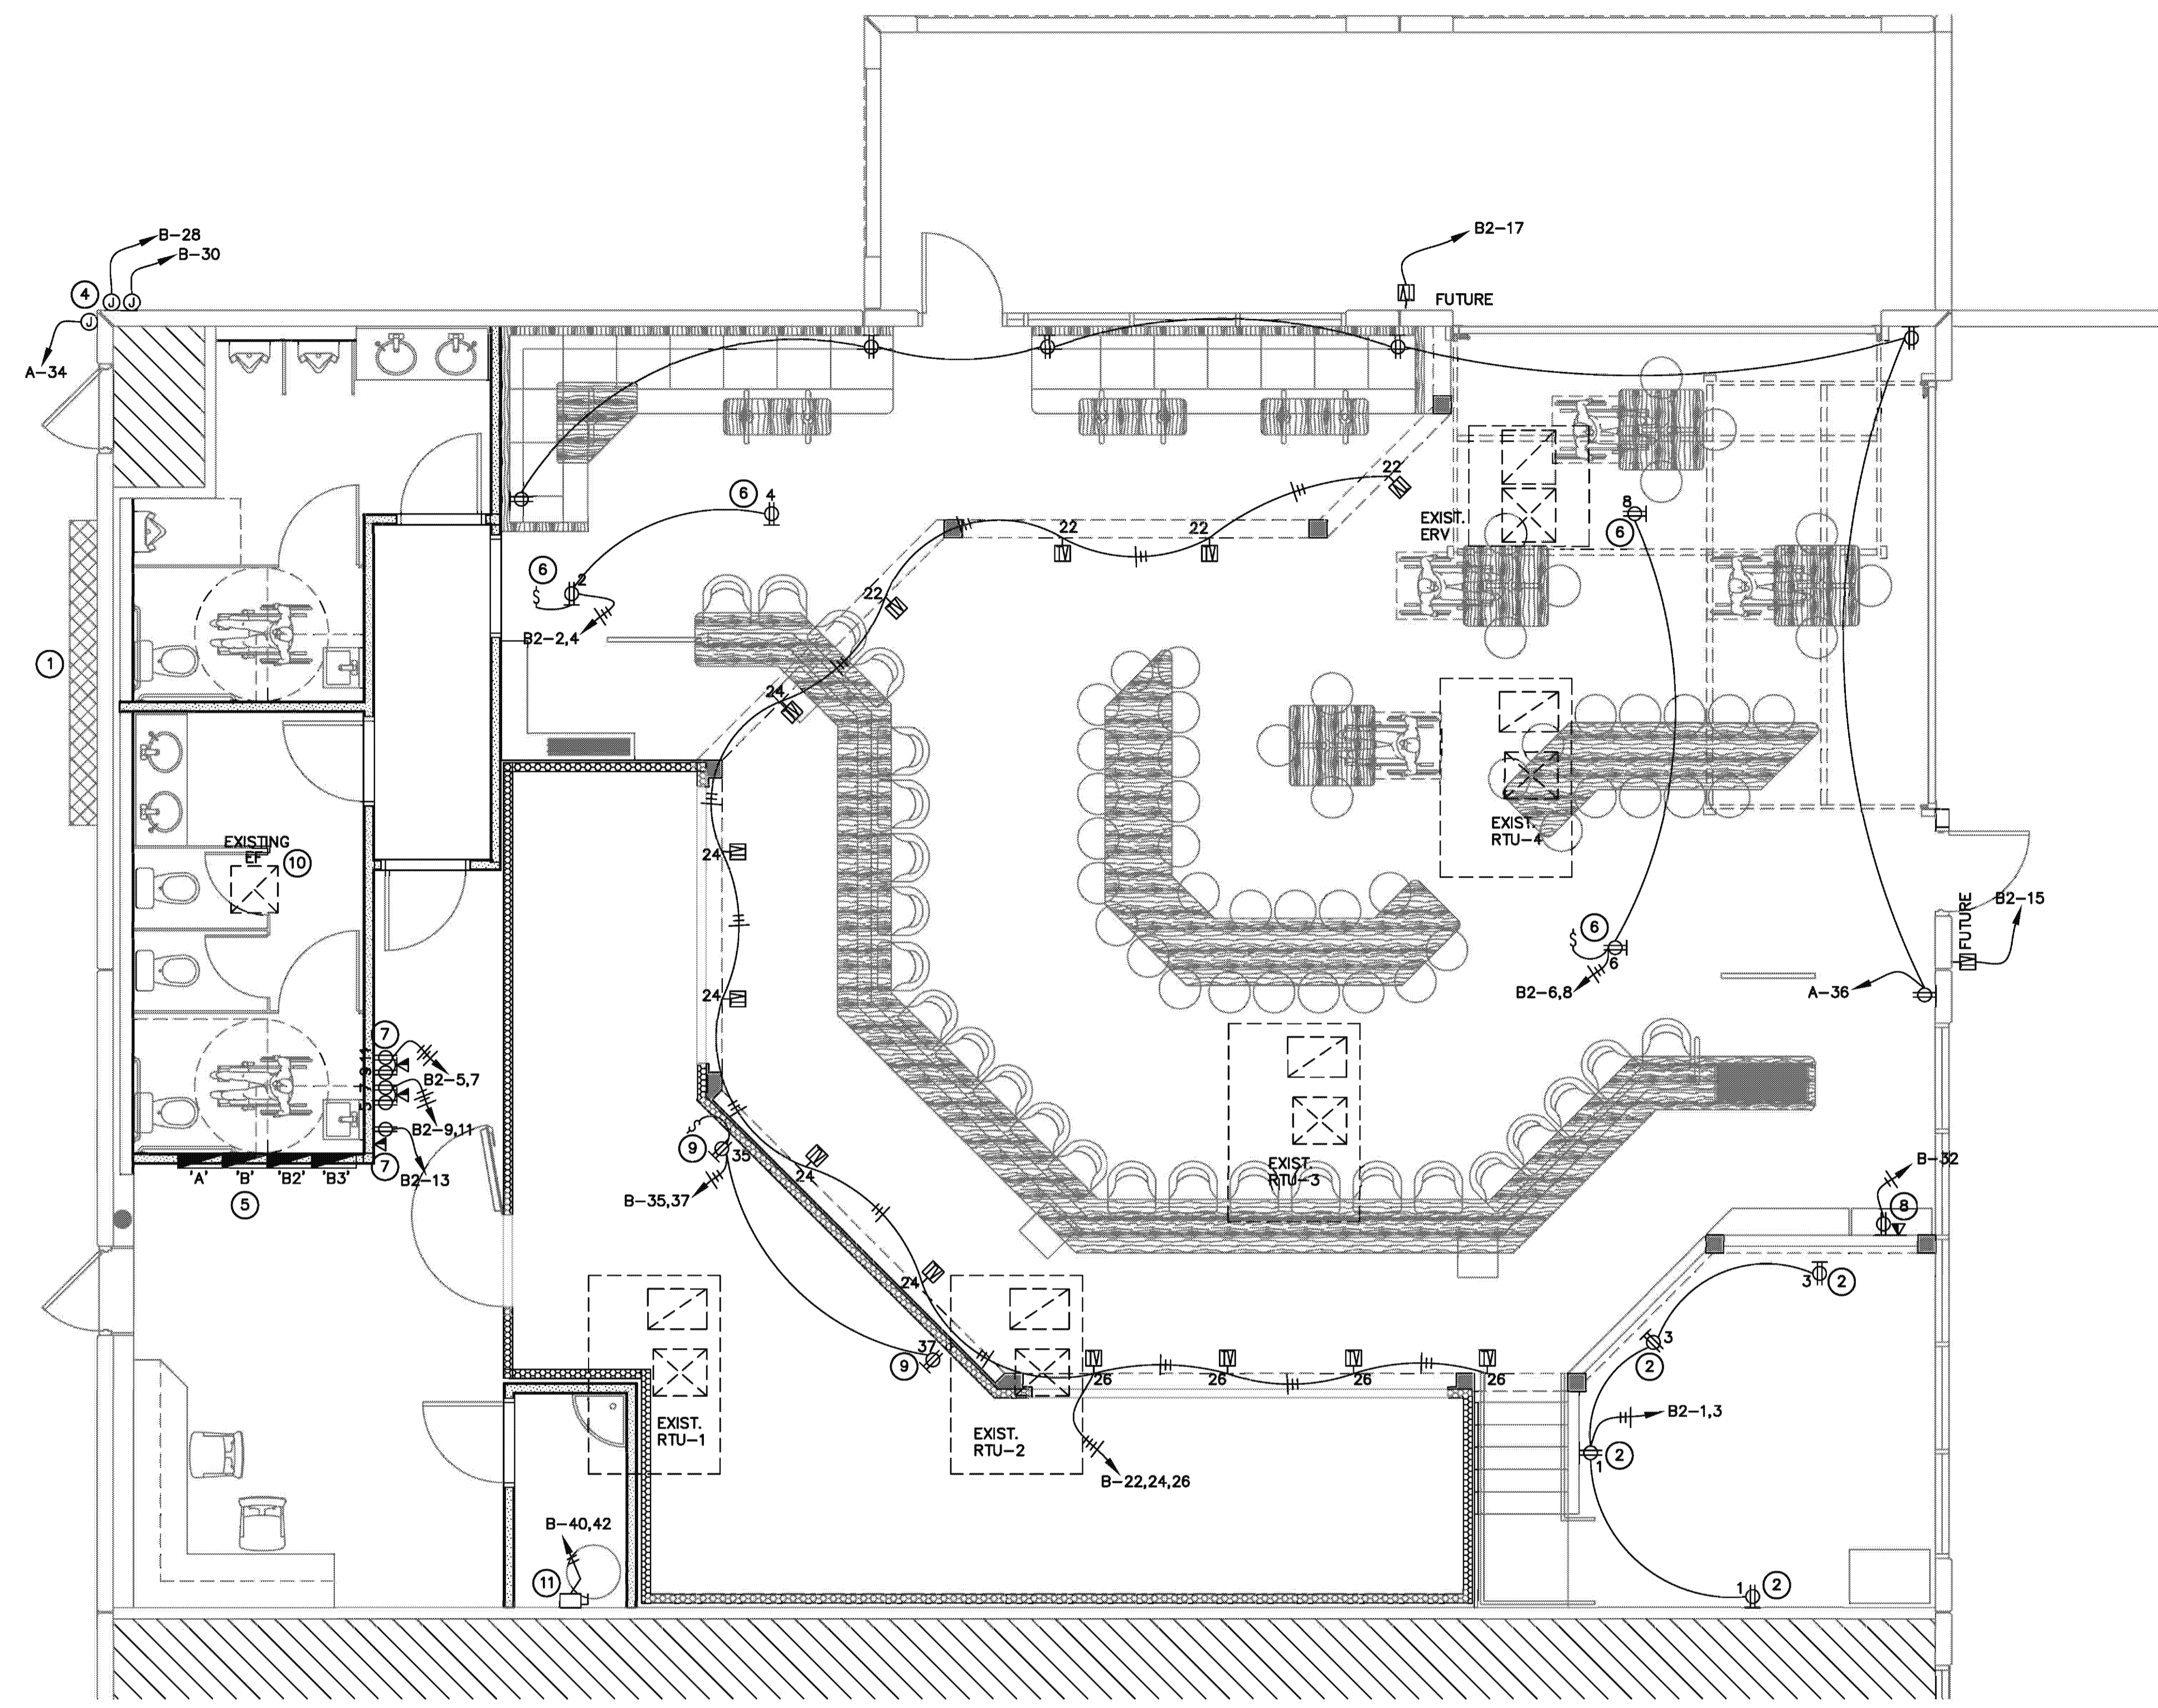 B-28
B-30
B2-17
4
J
J
FUTURE
J
A-34
22
6
4
8
EXIST.
ERV
6
22
22
6
2
22
B2-2,4
1
24
EXIST.
RTU-4
EXISTING
EF
10
24
FUTURE
B2-15
6
6
24
B2-6,8
A-36
7
5 7 9 11
B2-5,7
B2-9,11
9
35
7
'A'
'B'
'B2'
'B3'
B2-13
5
24
B-35,37
EXIST.
RTU-3
B-32
8
24
3
2
37
9
3
2
26
26
26
26
EXIST.
RTU-1
EXIST.
RTU-2
B2-1,3
1
2
B-22,24,26
B-40,42
11
1
2